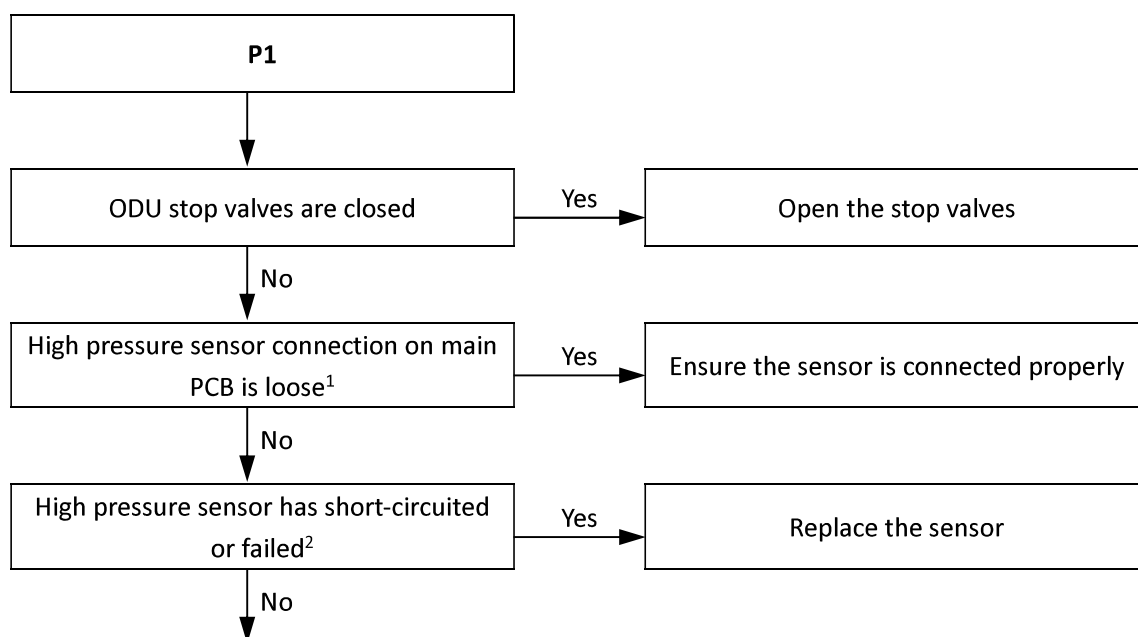 P1
ODU stop valves are closed
Yes
Open the stop valves
No
High pressure sensor connection on main
PCB is loose1
Yes
Ensure the sensor is connected properly
No
High pressure sensor has short-circuited
or failed2
Yes
Replace the sensor
No